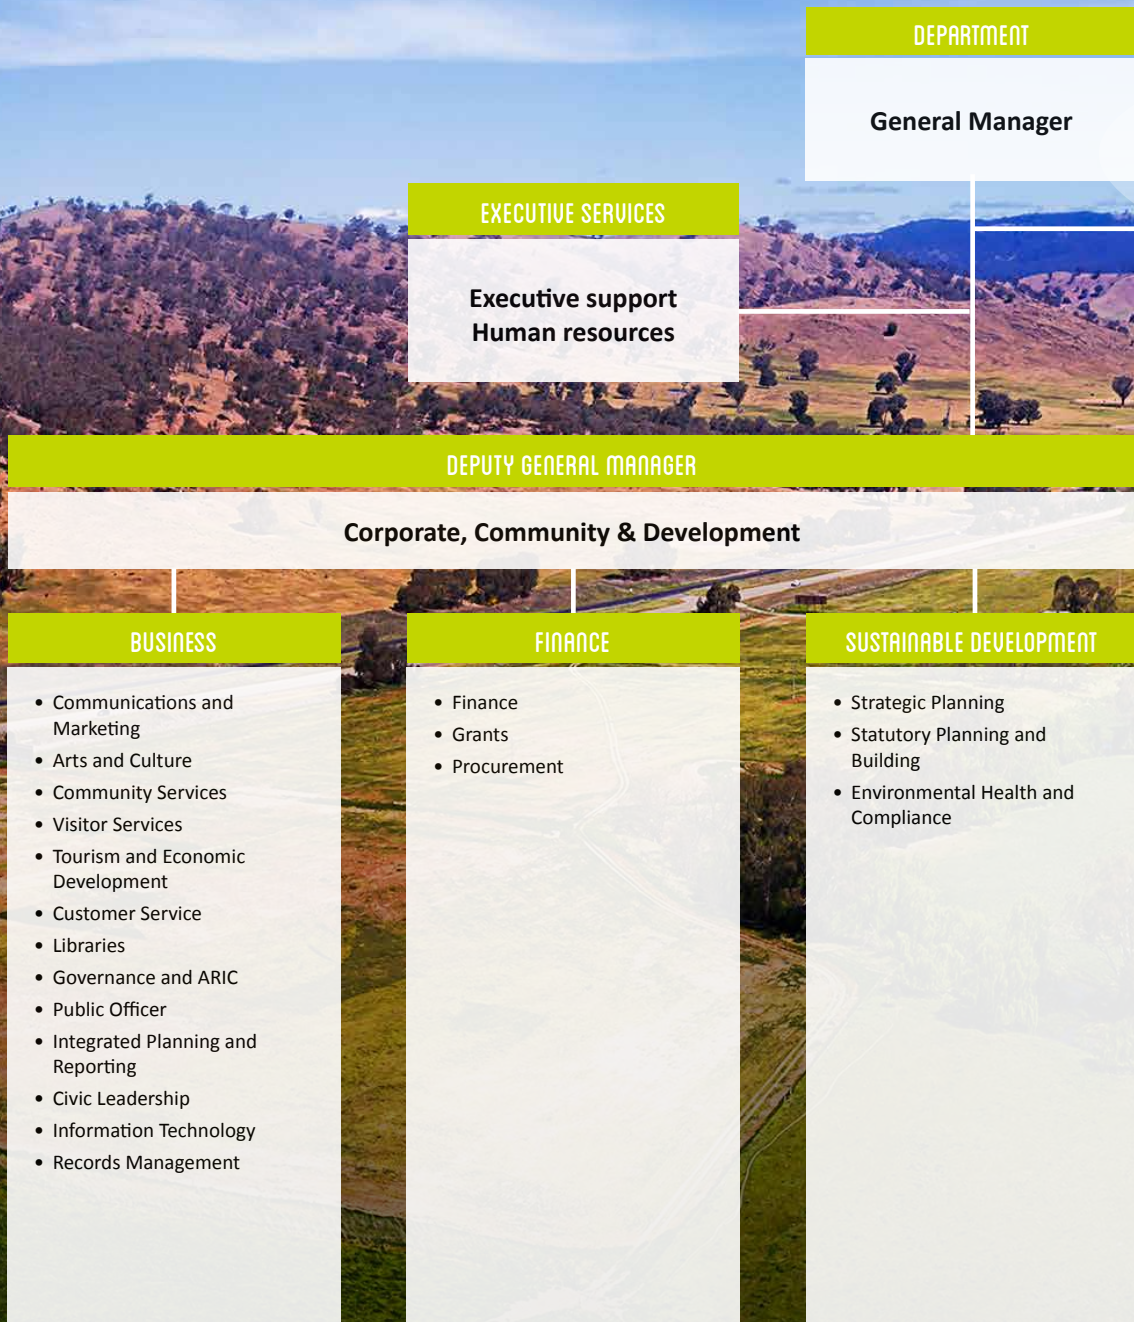 DEPARTMENT
General Manager
EXECUTIVE SERVICES
Executive support
Human resources
DEPUTY GENERAL MANAGER
Corporate, Community & Development
BUSINESS
• Communications and
Marketing
• Arts and Culture
• Community Services
• Visitor Services
• Tourism and Economic
Development
• Customer Service
• Libraries
• Governance and ARIC
• Public Officer
• Integrated Planning and
Reporting
• Civic Leadership
• Information Technology
• Records Management
FINANCE
• Finance
• Grants
• Procurement
SUSTAINABLE DEVELOPMENT
• Strategic Planning
• Statutory Planning and
Building
• Environmental Health and
Compliance